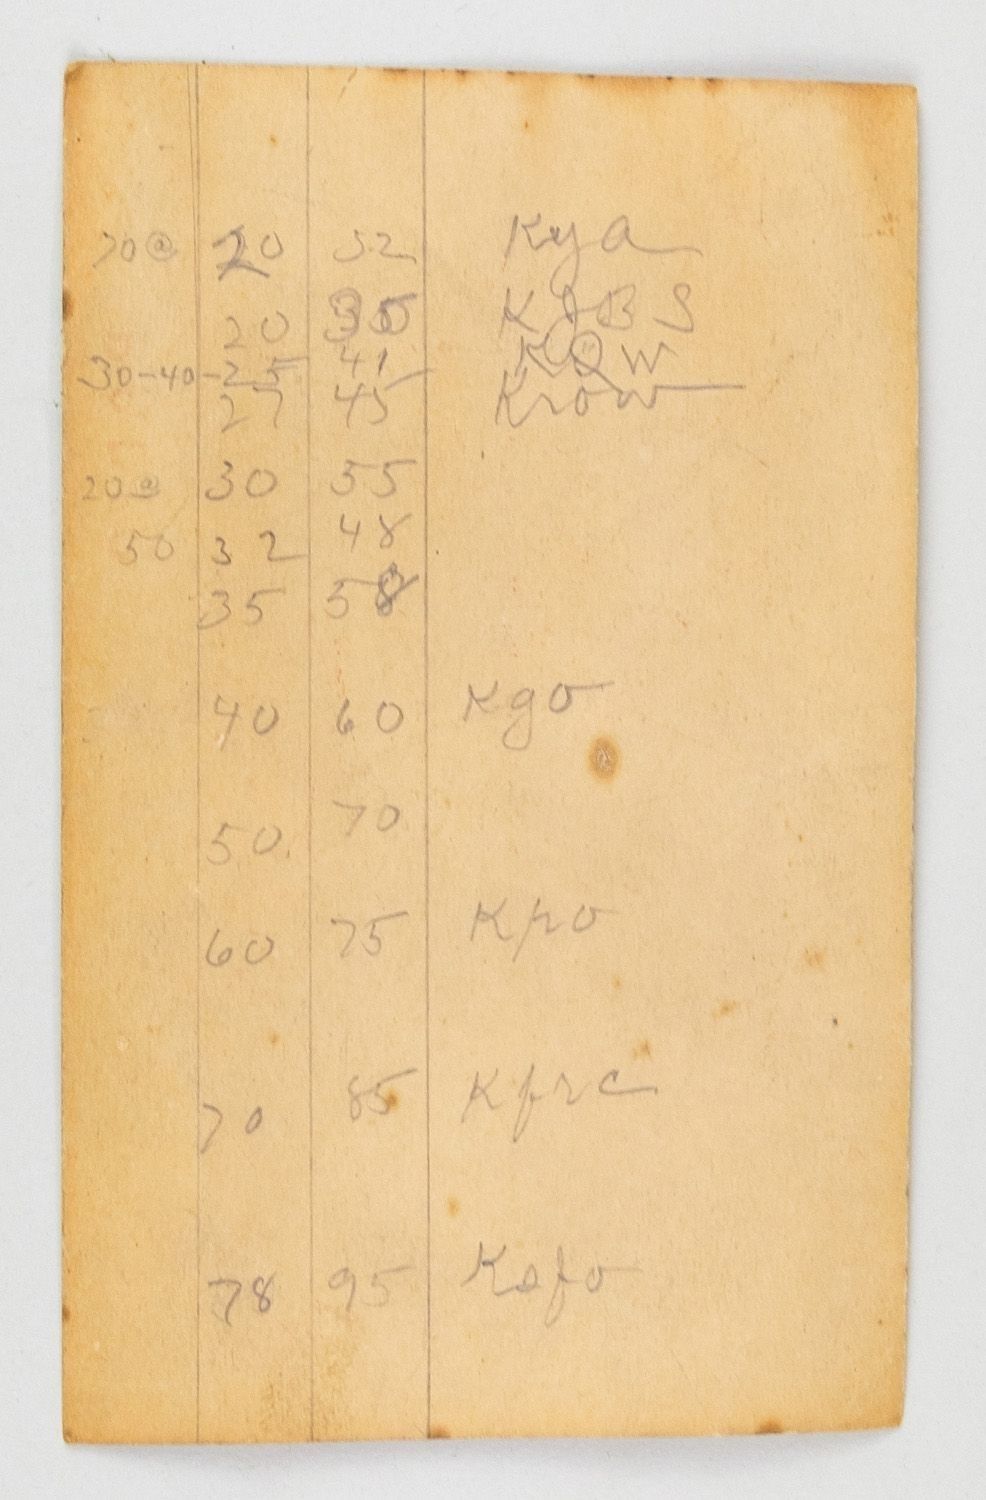 70@ 20 52 Kya
20 35 KJBS
30-40-25 41 KQW
27 45 Krow
20@ 30 55
50 32 48
35 58
40 60 Kgo
50 70
60 75 Kpo
70 85 Kfrc
78 95 Ksfo